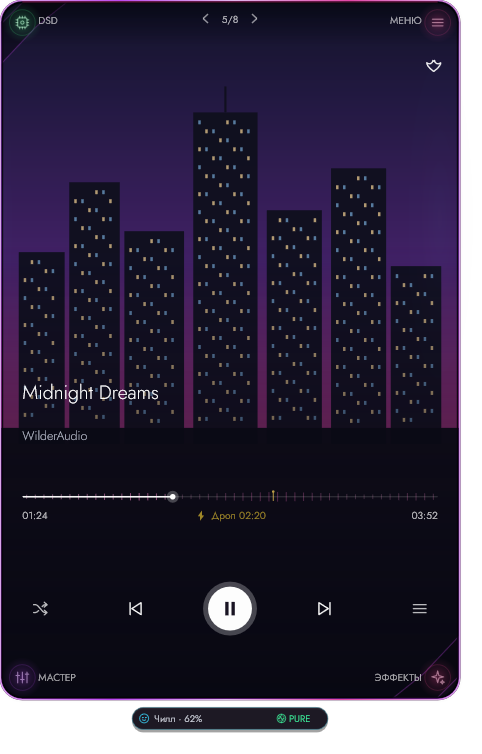 DSD
5/8
МЕНЮ
Midnight Dreams
WilderAudio
01:24
Дроп 02:20
03:52
МАСТЕР
ЭФФЕКТЫ
Чилл - 62%
PURE